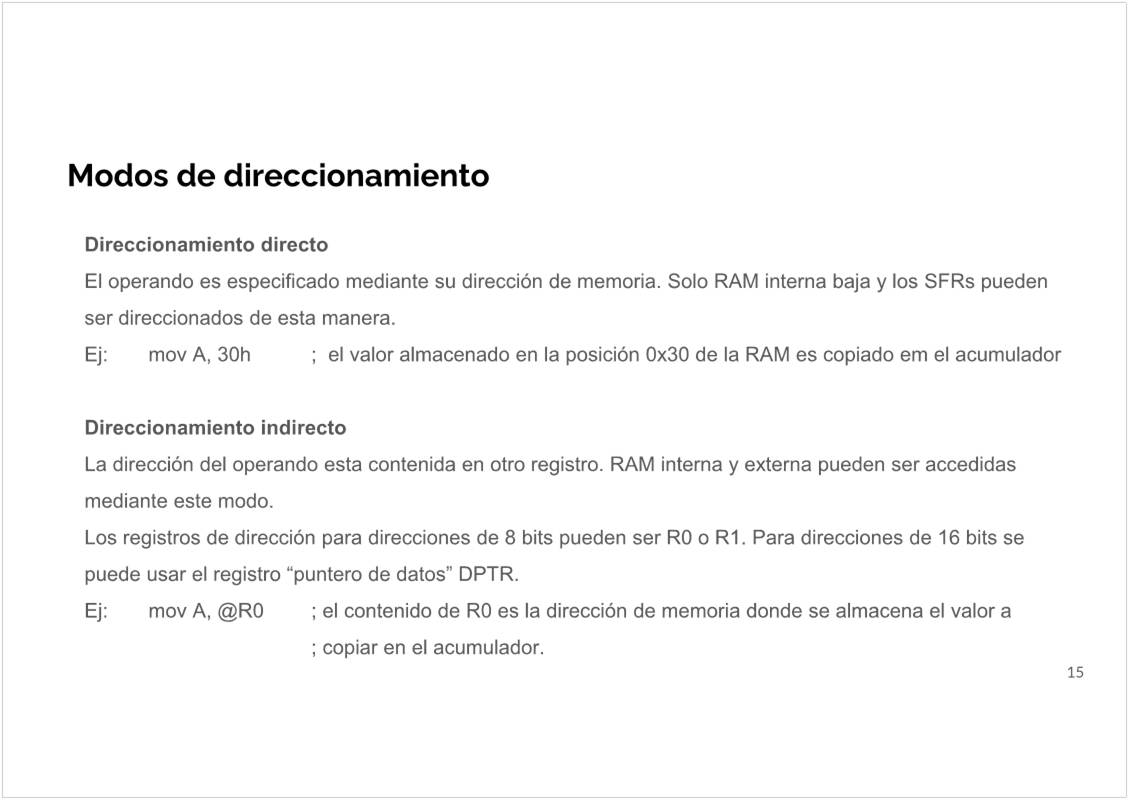 Modos de direccionamiento
Direccionamiento directo
El operando es especificado mediante su dirección de memoria. Solo RAM interna baja y los SFRs pueden
ser direccionados de esta manera.
Ej: mov A, 30h ; el valor almacenado en la posición 0x30 de la RAM es copiado em el acumulador
Direccionamiento indirecto
La dirección del operando esta contenida en otro registro. RAM interna y externa pueden ser accedidas
mediante este modo.
Los registros de dirección para direcciones de 8 bits pueden ser R0 o R1. Para direcciones de 16 bits se
puede usar el registro “puntero de datos” DPTR.
Ej: mov A, @R0 ; el contenido de R0 es la dirección de memoria donde se almacena el valor a
; copiar en el acumulador.
15